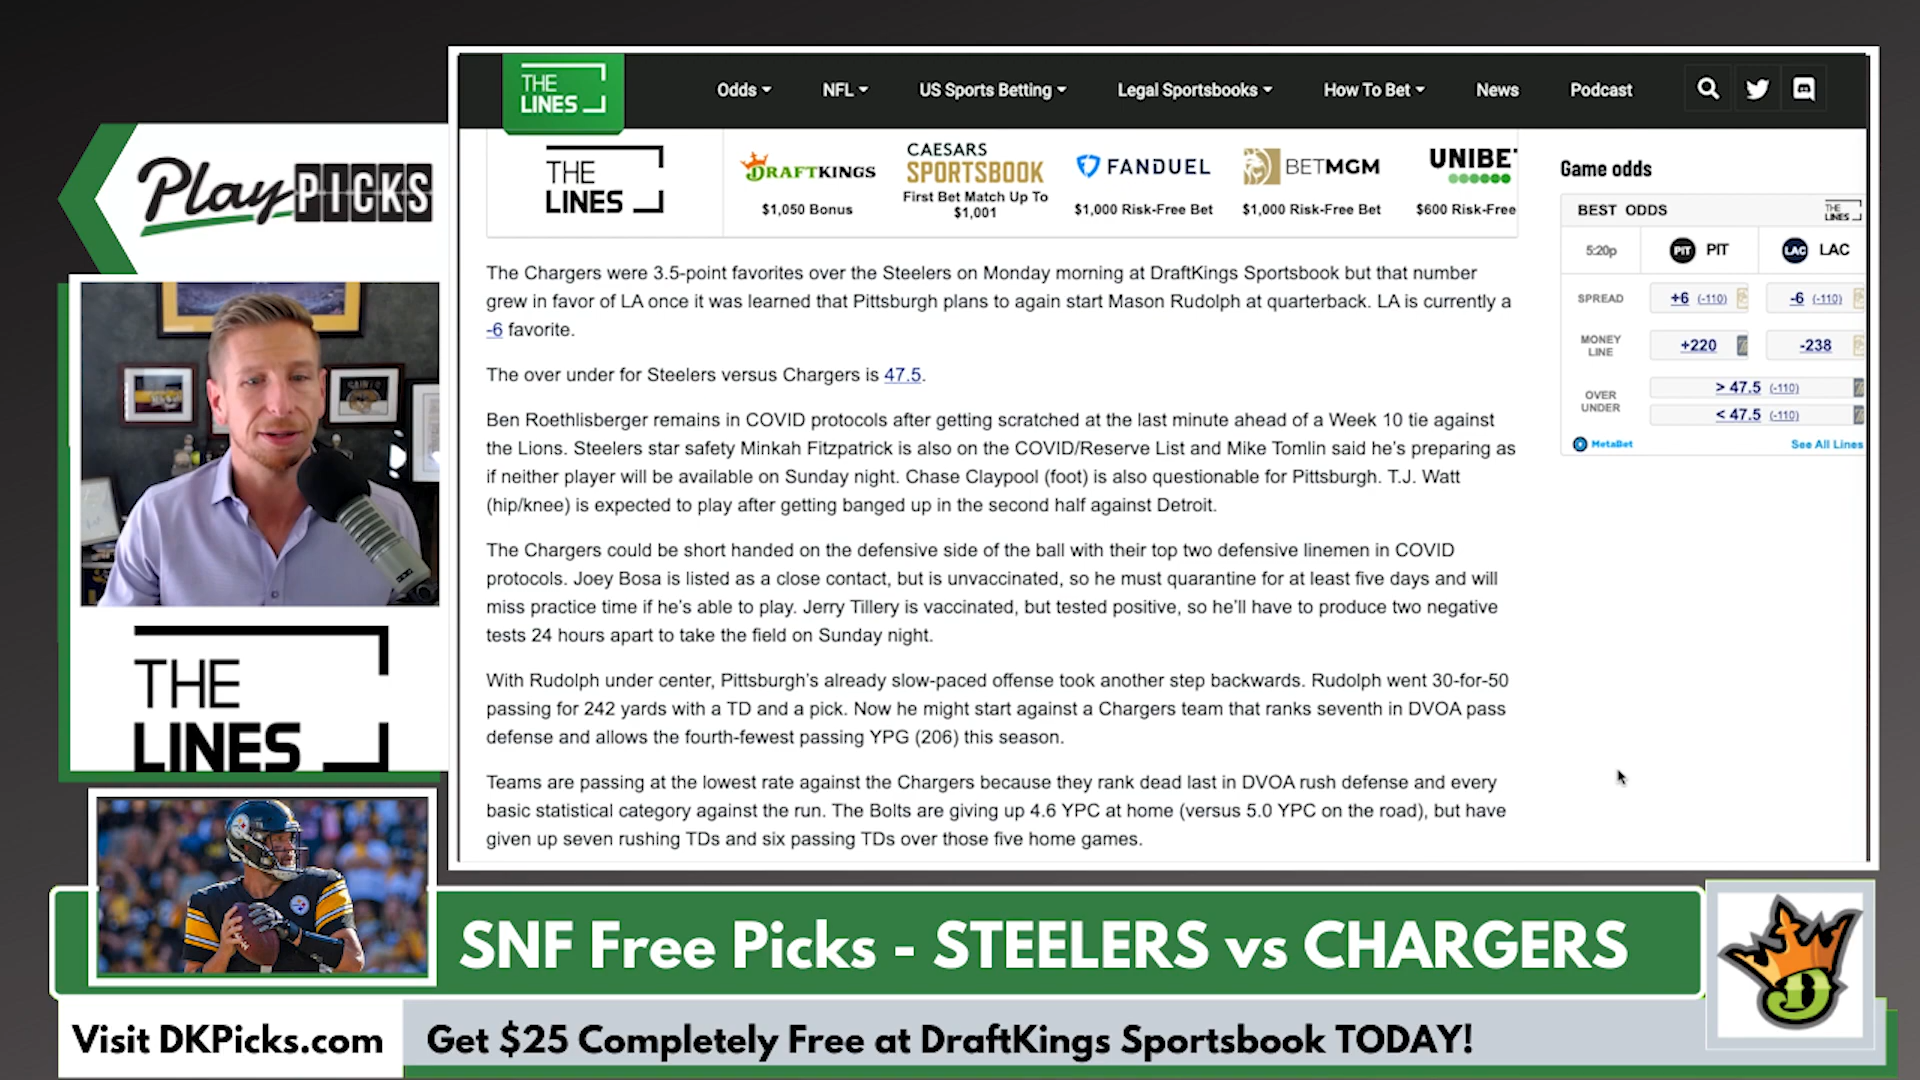 THE
LINES
Odds
NFL
US Sports Betting
Legal Sportsbooks
How To Bet
News
Podcast
PlayPICKS
THE
LINES
DRAFTKINGS
$1,050 Bonus
CAESARS
SPORTSBOOK
First Bet Match Up To
$1,001
FANDUEL
$1,000 Risk-Free Bet
BETMGM
$1,000 Risk-Free Bet
UNIBET
$600 Risk-Free
Game odds
BEST ODDS
THE
LINES
5:20p
PIT PIT
LAC LAC
SPREAD
+6 (-110)
-6 (-110)
MONEY
LINE
+220
-238
OVER
UNDER
> 47.5 (-110)
< 47.5 (-110)
MetaBet
See All Lines
The Chargers were 3.5-point favorites over the Steelers on Monday morning at DraftKings Sportsbook but that number
grew in favor of LA once it was learned that Pittsburgh plans to again start Mason Rudolph at quarterback. LA is currently a
-6 favorite.
The over under for Steelers versus Chargers is 47.5.
Ben Roethlisberger remains in COVID protocols after getting scratched at the last minute ahead of a Week 10 tie against
the Lions. Steelers star safety Minkah Fitzpatrick is also on the COVID/Reserve List and Mike Tomlin said he's preparing as
if neither player will be available on Sunday night. Chase Claypool (foot) is also questionable for Pittsburgh. T.J. Watt
(hip/knee) is expected to play after getting banged up in the second half against Detroit.
The Chargers could be short handed on the defensive side of the ball with their top two defensive linemen in COVID
protocols. Joey Bosa is listed as a close contact, but is unvaccinated, so he must quarantine for at least five days and will
miss practice time if he's able to play. Jerry Tillery is vaccinated, but tested positive, so he'll have to produce two negative
tests 24 hours apart to take the field on Sunday night.
With Rudolph under center, Pittsburgh's already slow-paced offense took another step backwards. Rudolph went 30-for-50
passing for 242 yards with a TD and a pick. Now he might start against a Chargers team that ranks seventh in DVOA pass
defense and allows the fourth-fewest passing YPG (206) this season.
Teams are passing at the lowest rate against the Chargers because they rank dead last in DVOA rush defense and every
basic statistical category against the run. The Bolts are giving up 4.6 YPC at home (versus 5.0 YPC on the road), but have
given up seven rushing TDs and six passing TDs over those five home games.
THE
LINES
SNF Free Picks - STEELERS vs CHARGERS
D
Visit DKPicks.com
Get $25 Completely Free at DraftKings Sportsbook TODAY!